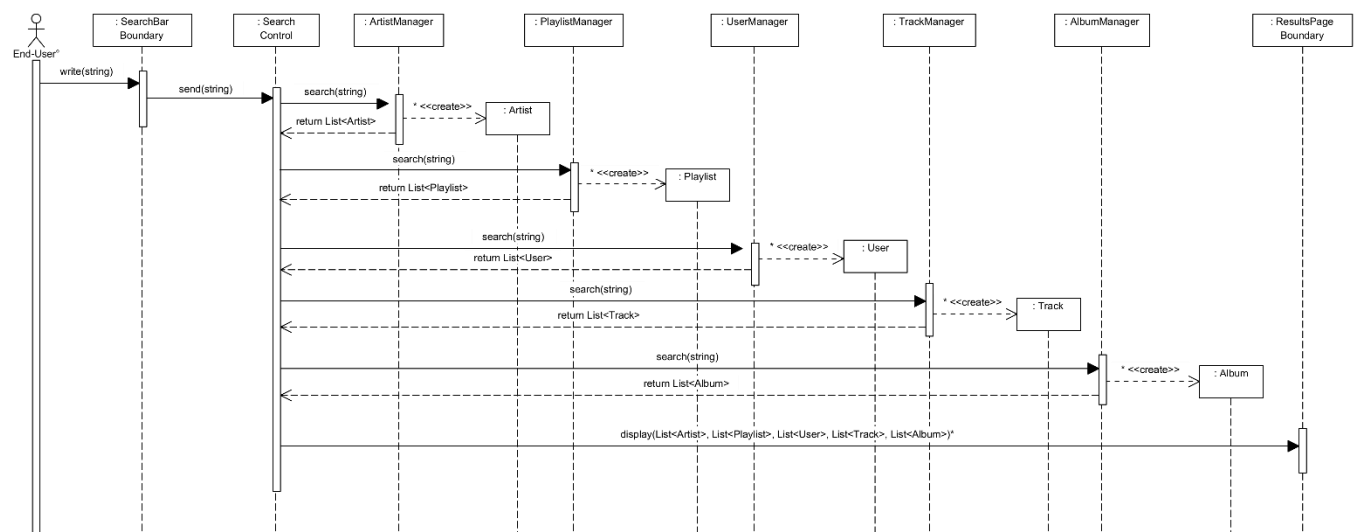 : SearchBar
Boundary
: Search
Control
: ArtistManager
: PlaylistManager
: UserManager
: TrackManager
: AlbumManager
: ResultsPage
Boundary
End-User°
write(string)
send(string)
search(string)
* <<create>>
: Artist
return List<Artist>
search(string)
* <<create>>
: Playlist
return List<Playlist>
search(string)
* <<create>>
: User
return List<User>
search(string)
* <<create>>
: Track
return List<Track>
search(string)
* <<create>>
: Album
return List<Album>
display(List<Artist>, List<Playlist>, List<User>, List<Track>, List<Album>)*